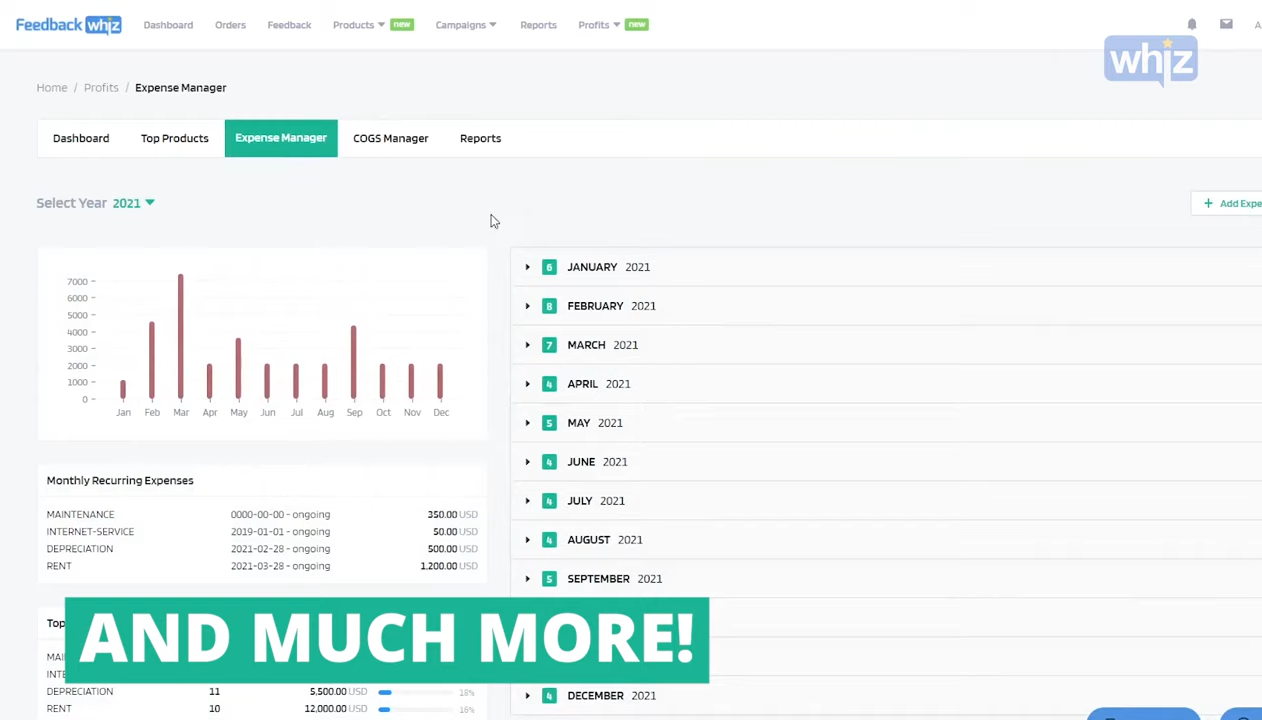 Feedback whiz Dashboard Orders Feedback Products new Campaigns Reports Profits new
whiz
Home / Profits / Expense Manager
Dashboard Top Products Expense Manager COGS Manager Reports
Select Year 2021
+ Add Expe
7000
6000
5000
4000
3000
2000
1000
0
Jan Feb Mar Apr May Jun Jul Aug Sep Oct Nov Dec
6 JANUARY 2021
8 FEBRUARY 2021
7 MARCH 2021
4 APRIL 2021
5 MAY 2021
4 JUNE 2021
4 JULY 2021
4 AUGUST 2021
5 SEPTEMBER 2021
4 DECEMBER 2021
Monthly Recurring Expenses
MAINTENANCE 0000-00-00 - ongoing 350.00 USD
INTERNET-SERVICE 2019-01-01 - ongoing 50.00 USD
DEPRECIATION 2021-02-28 - ongoing 500.00 USD
RENT 2021-03-28 - ongoing 1,200.00 USD
Top
AND MUCH MORE!
MAI
INTE
DEPRECIATION 11 5,500.00 USD 18%
RENT 10 12,000.00 USD 16%